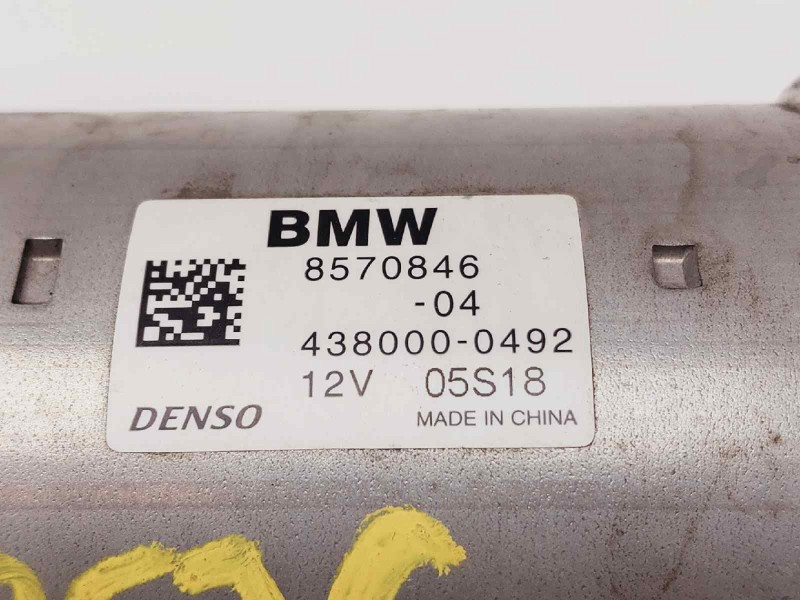 BMW
8570846
-04
438000-0492
12V 05S18
DENSO MADE IN CHINA